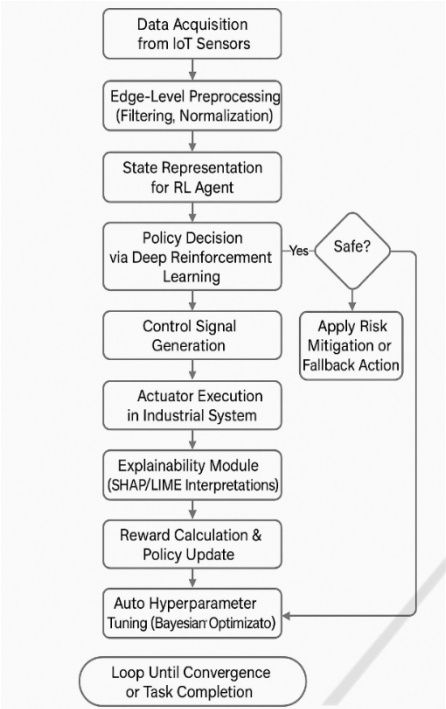 Data Acquisition
from IoT Sensors
Edge-Level Preprocessing
(Filtering, Normalization)
State Representation
for RL Agent
Policy Decision
via Deep Reinforcement
Learning
Yes
Safe?
Control Signal
Generation
Apply Risk
Mitigation or
Fallback Action
Actuator Execution
in Industrial System
Explainability Module
(SHAP/LIME Interpretations)
Reward Calculation &
Policy Update
Auto Hyperparameter
Tuning (Bayesian Optimizato)
Loop Until Convergence
or Task Completion